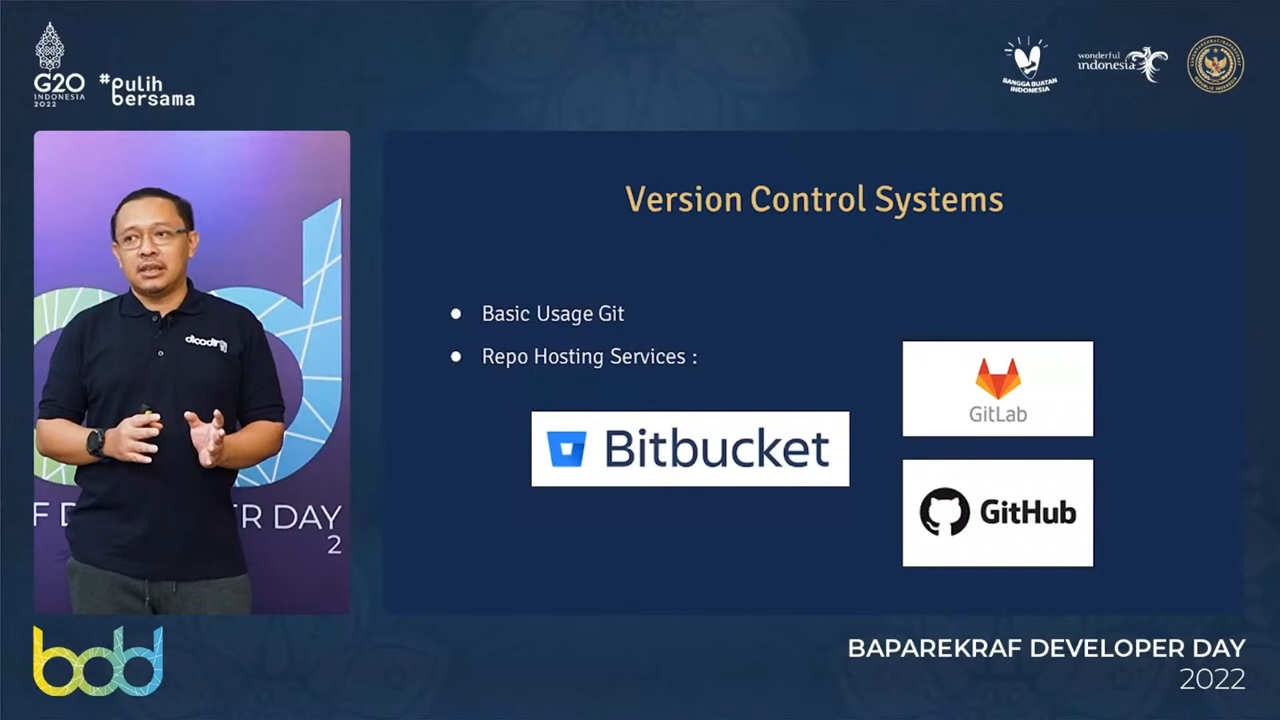 G20
INDONESIA
2022
#pulih
bersama
BANGGA BUATAN
INDONESIA
wonderful
indonesia
dicoding
DAY
2
Version Control Systems
● Basic Usage Git
● Repo Hosting Services :
Bitbucket
GitLab
GitHub
bdd
BAPAREKRAF DEVELOPER DAY
2022